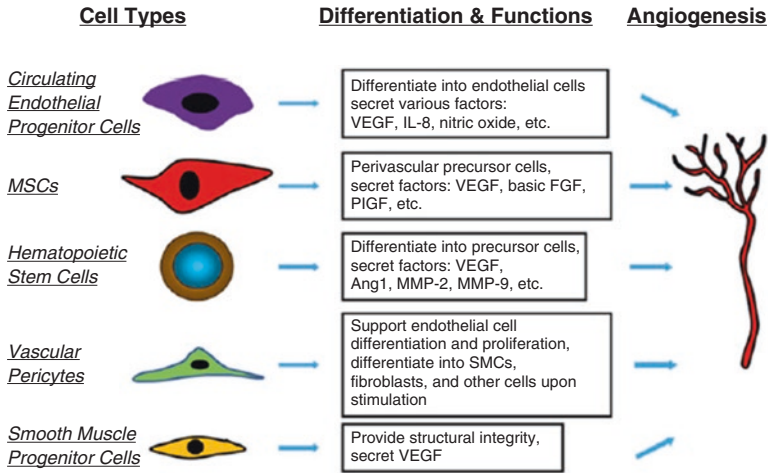 Cell Types
Differentiation & Functions
Angiogenesis
Circulating
Endothelial
Progenitor Cells
Differentiate into endothelial cells
secret various factors:
VEGF, IL-8, nitric oxide, etc.
MSCs
Perivascular precursor cells,
secret factors: VEGF, basic FGF,
PIGF, etc.
Hematopoietic
Stem Cells
Differentiate into precursor cells,
secret factors: VEGF,
Ang1, MMP-2, MMP-9, etc.
Vascular
Pericytes
Support endothelial cell
differentiation and proliferation,
differentiate into SMCs,
fibroblasts, and other cells upon
stimulation
Smooth Muscle
Progenitor Cells
Provide structural integrity,
secret VEGF